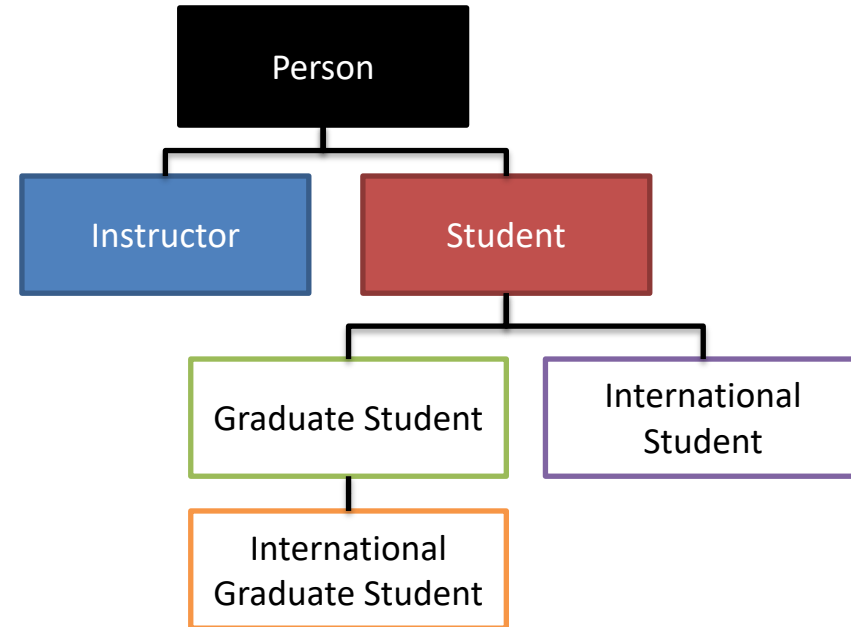 Person
Instructor
Student
Graduate Student
International
Student
International
Graduate Student